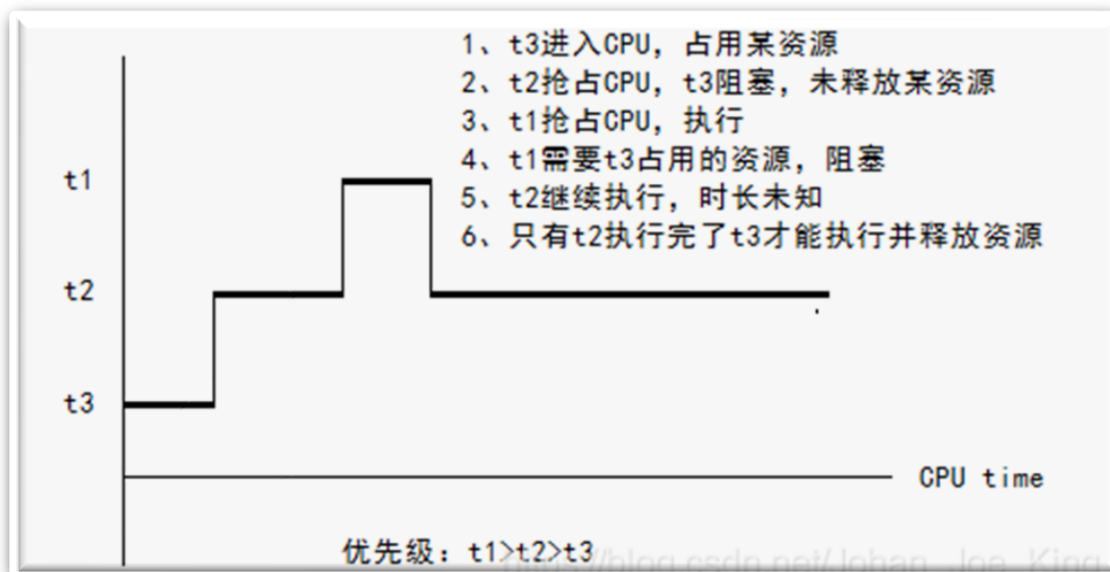 1、t3进入CPU，占用某资源
2、t2抢占CPU，t3阻塞，未释放某资源
3、t1抢占CPU，执行
4、t1需要t3占用的资源，阻塞
5、t2继续执行，时长未知
6、只有t2执行完了t3才能执行并释放资源
t1
t2
t3
CPU time
优先级：t1>t2>t3
https://blog.csdn.net/Johan_Joe_King